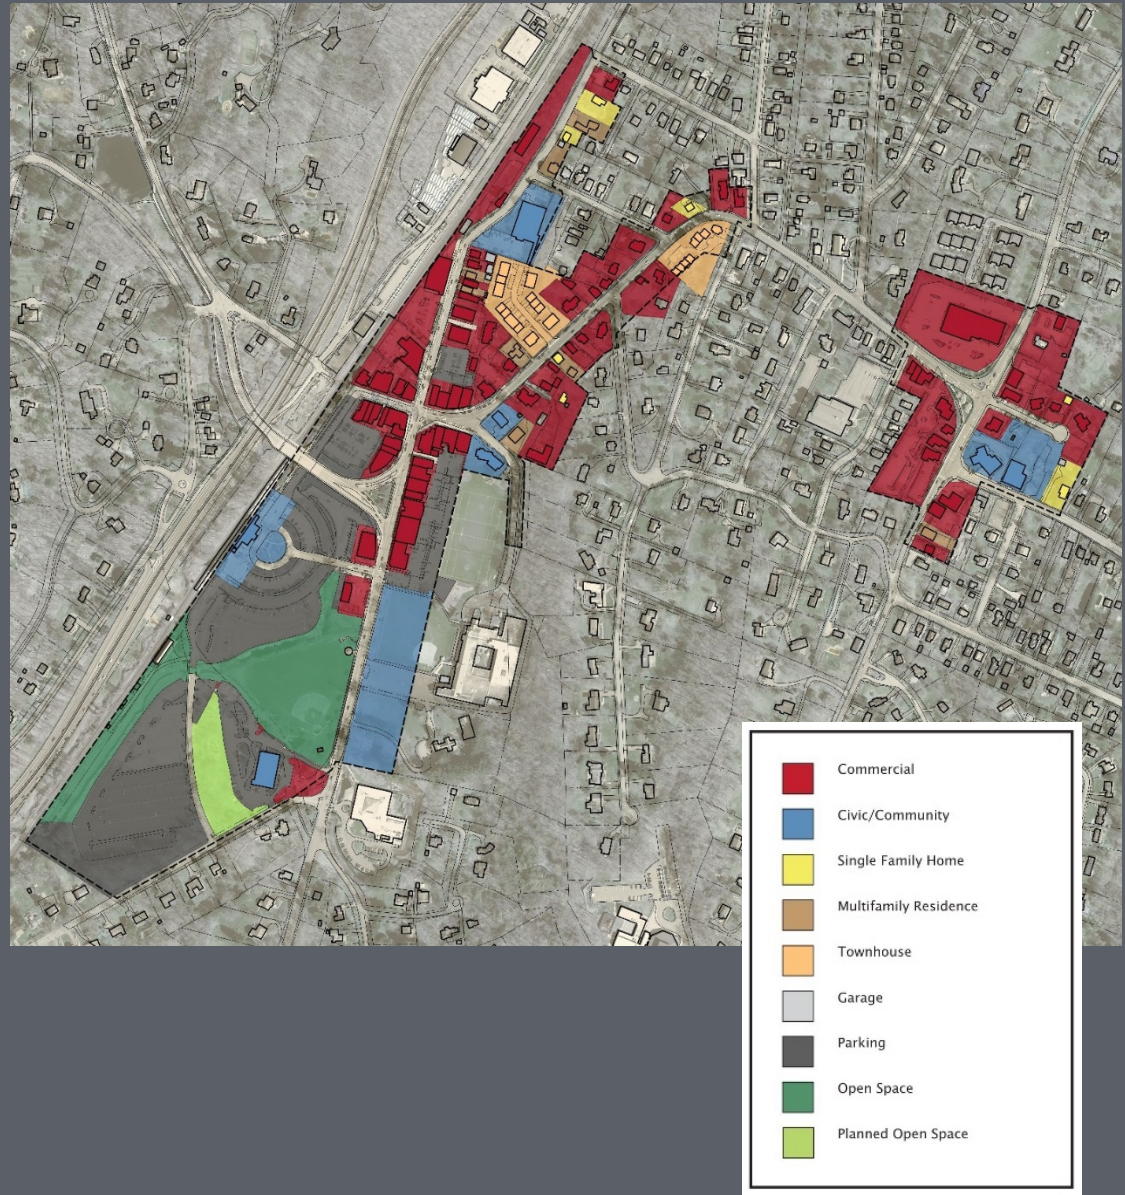 Commercial
Civic/Community
Single Family Home
Multifamily Residence
Townhouse
Garage
Parking
Open Space
Planned Open Space